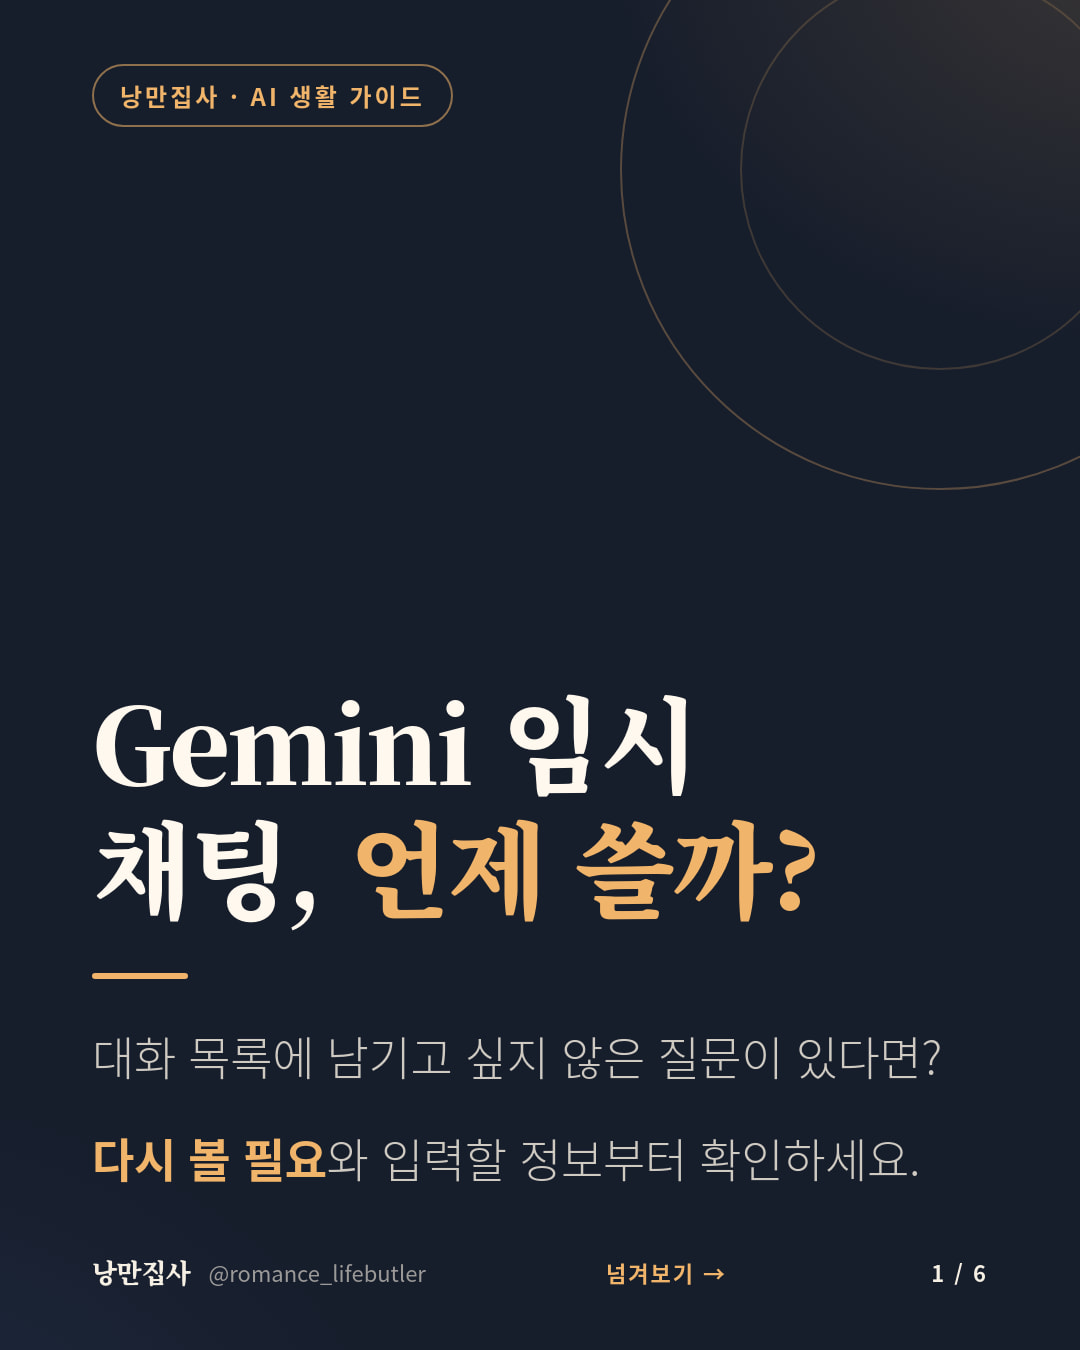 낭만집사 · AI 생활 가이드
Gemini 임시
채팅, 언제 쓸까?
대화 목록에 남기고 싶지 않은 질문이 있다면?
다시 볼 필요와 입력할 정보부터 확인하세요.
낭만집사 @romance_lifebutler 넘겨보기 → 1 / 6